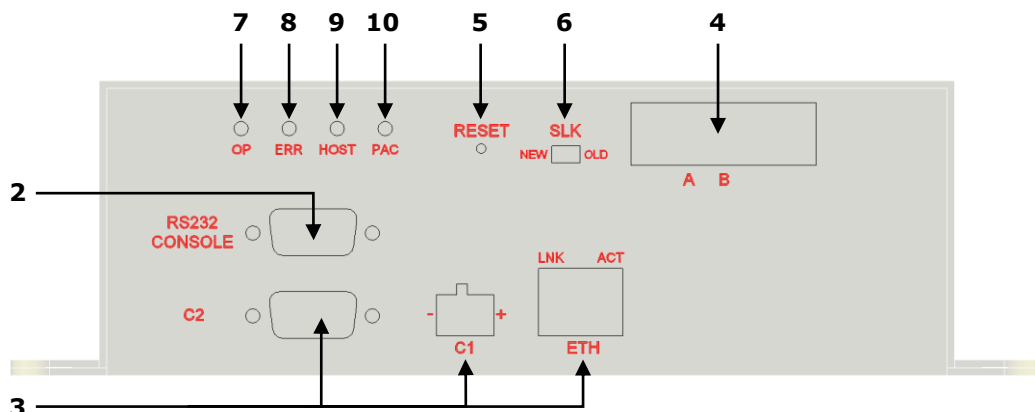 7 8 9 10 5 6 4
RESET SLK
OP ERR HOST PAC NEW OLD
A B
2
RS232
CONSOLE
LNK ACT
C2 - +
C1 ETH
3